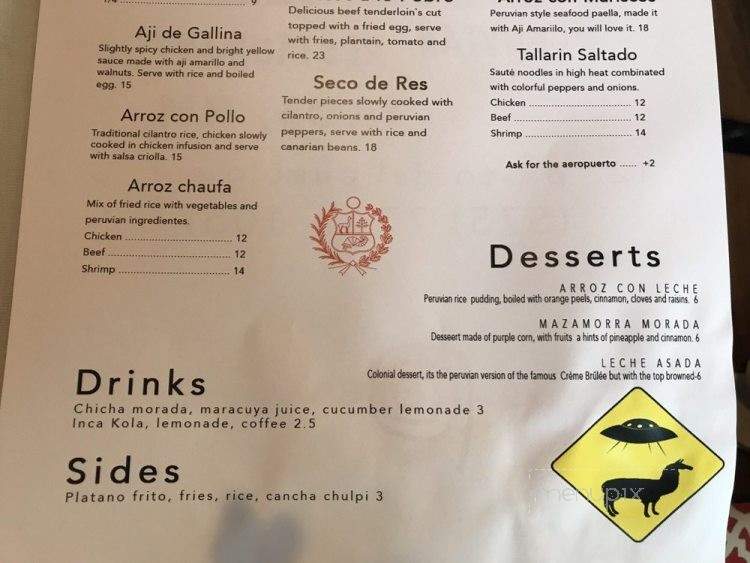 9
Aji de Gallina
Slightly spicy chicken and bright yellow
sauce made with aji amarillo and
walnuts. Serve with rice and boiled
egg. 15
Arroz con Pollo
Traditional cilantro rice, chicken slowly
cooked in chicken infusion and serve
with salsa criolla. 15
Arroz chaufa
Mix of fried rice with vegetables and
peruvian ingredientes.
Chicken ........ 12
Beef ........ 12
Shrimp ........ 14
Delicious beef tenderloin's cut
topped with a fried egg, serve
with fries, plantain, tomato and
rice. 23
Seco de Res
Tender pieces slowly cooked with
cilantro, onions and peruvian
peppers, serve with rice and
canarian beans. 18
Peruvian style seafood paella, made it
with Aji Amariilo, you will love it. 18
Tallarin Saltado
Sauté noodles in high heat combined
with colorful peppers and onions.
Chicken ........ 12
Beef ........ 12
Shrimp ........ 14
Ask for the aeropuerto ...... +2
Desserts
ARROZ CON LECHE
Peruvian rice pudding, boiled with orange peels, cinnamon, cloves and raisins. 6
MAZAMORRA MORADA
Desseert made of purple corn, with fruits a hints of pineapple and cinnamon. 6
LECHE ASADA
Colonial dessert, its the peruvian version of the famous Crème Brûlée but with the top browned-6
Drinks
Chicha morada, maracuya juice, cucumber lemonade 3
Inca Kola, lemonade, coffee 2.5
Sides
Platano frito, fries, rice, cancha chulpi 3
menupix